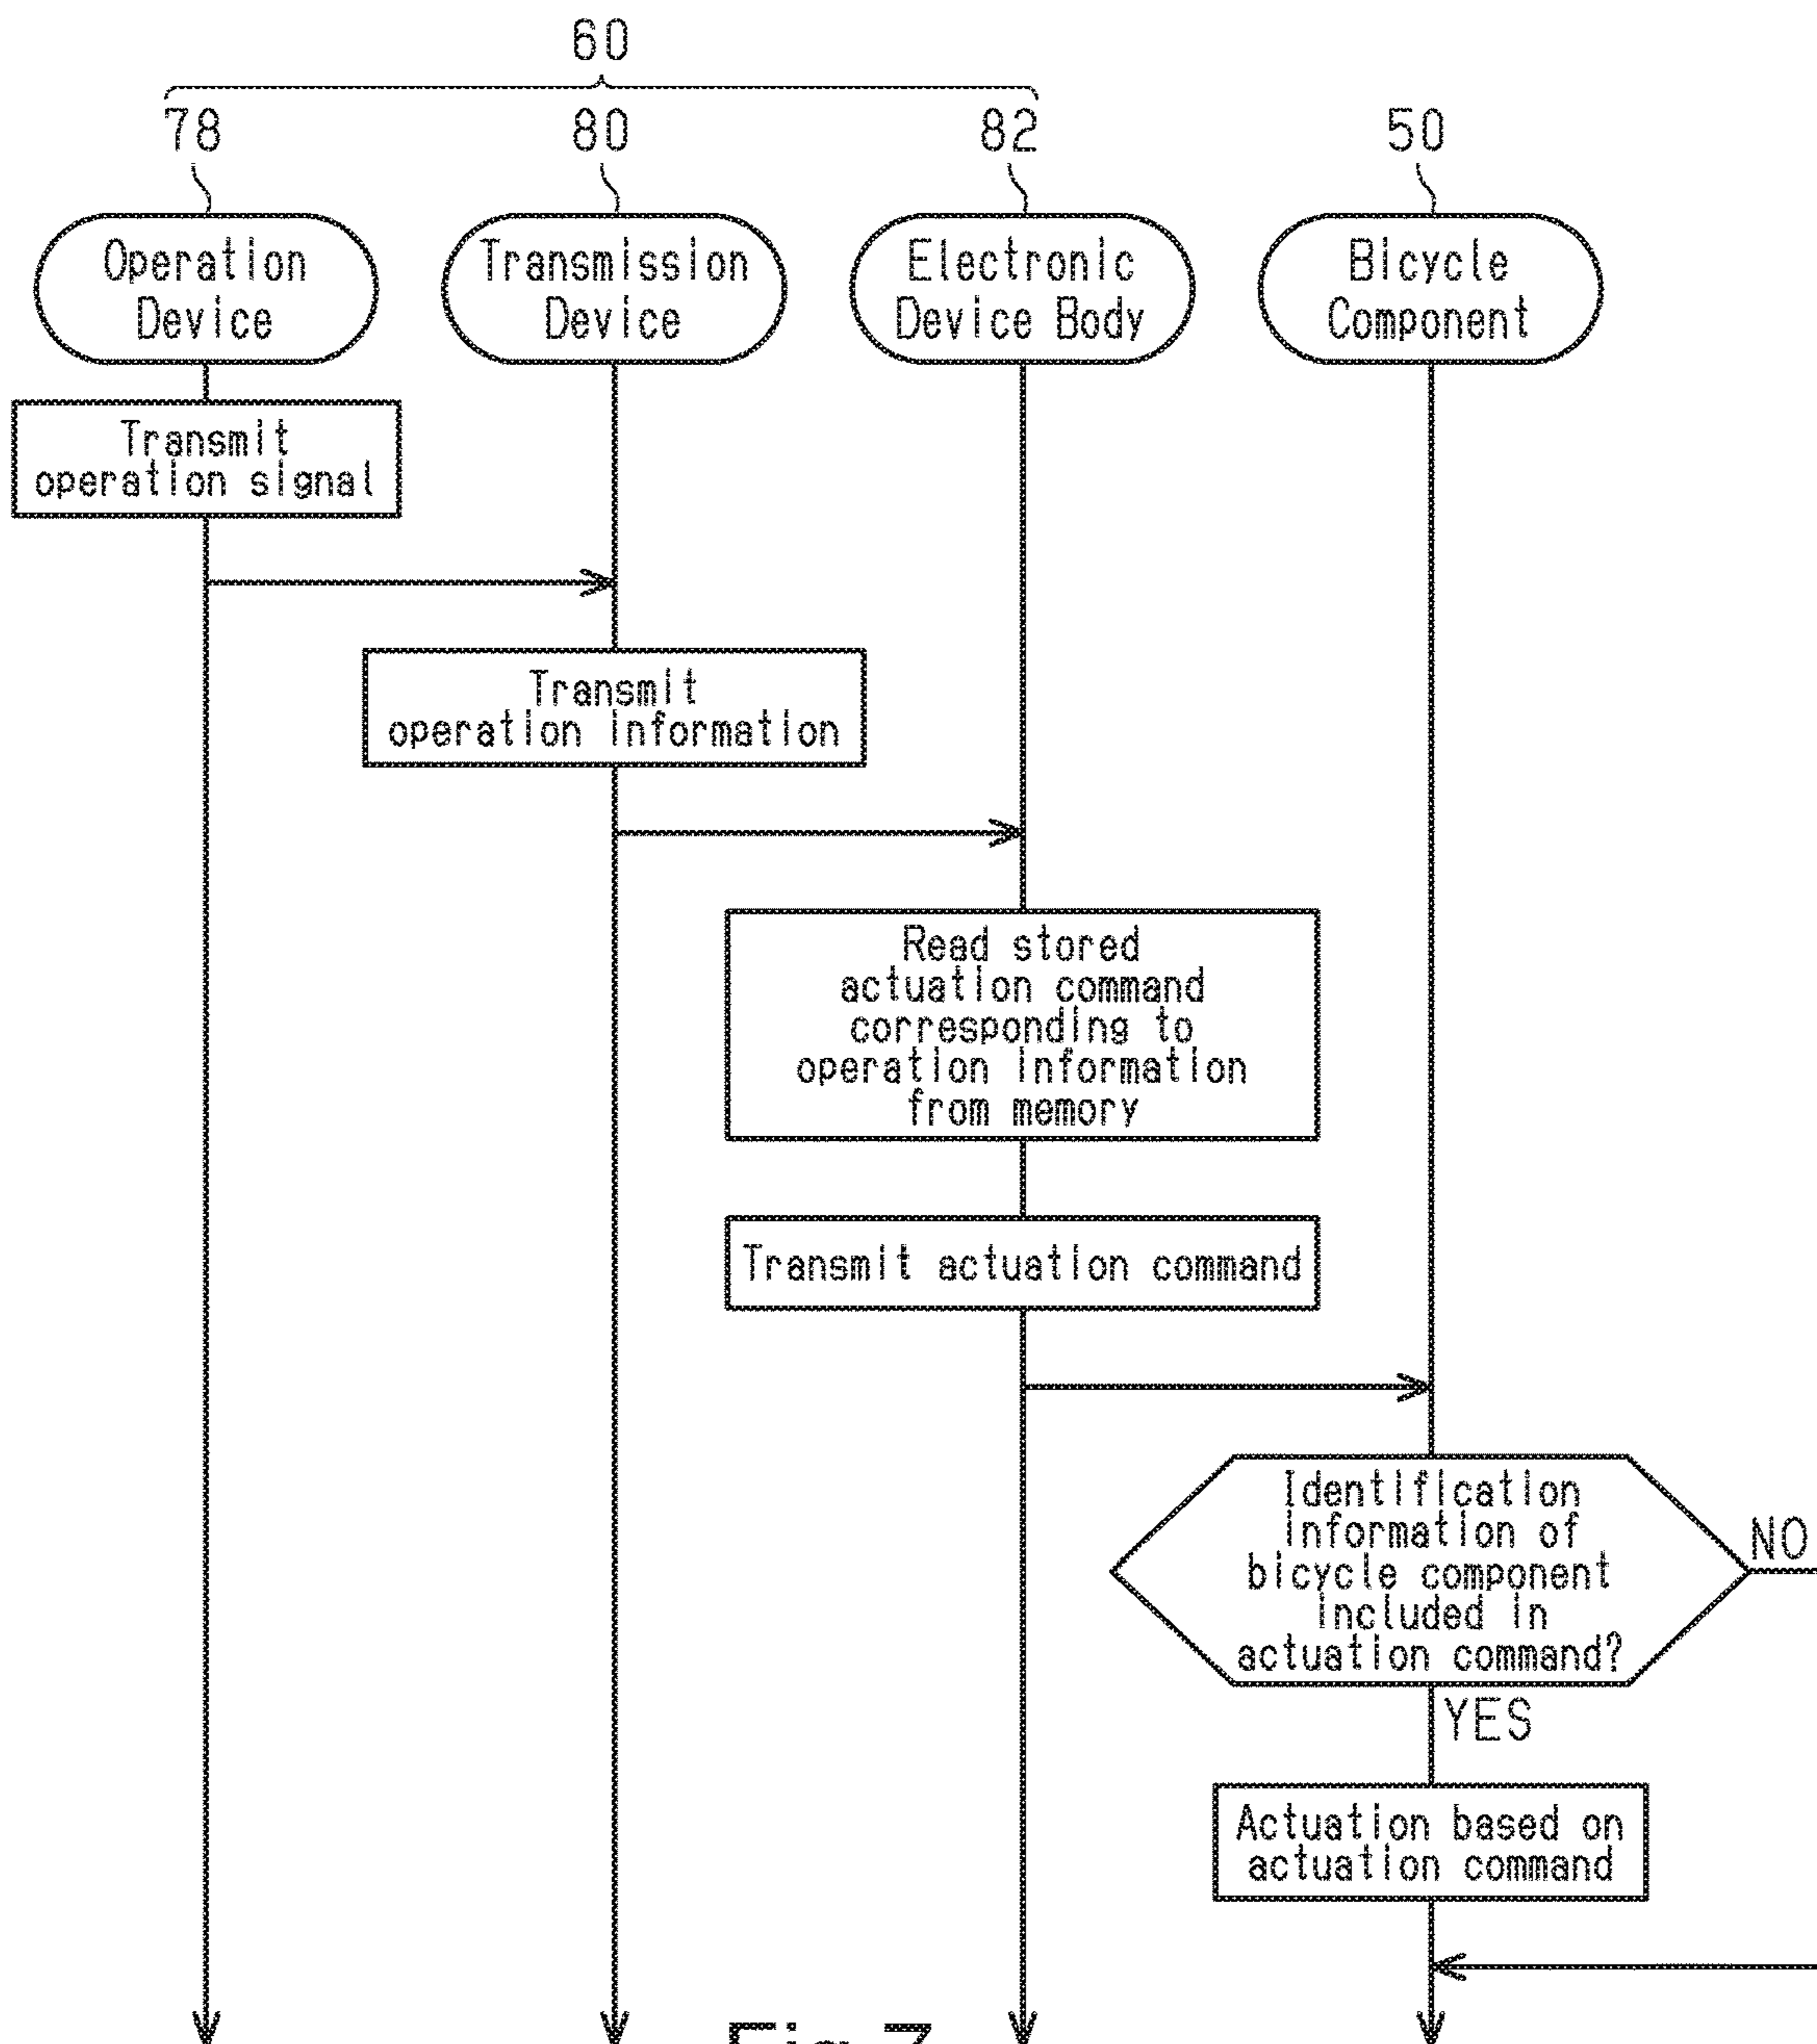 60
78
80
82
50
Operation
Device
Transmission
Device
Electronic
Device Body
Bicycle
Component
Transmit
operation signal
Transmit
operation information
Read stored
actuation command
corresponding to
operation information
from memory
Transmit actuation command
Identification
information of
bicycle component
included in
actuation command?
NO
YES
Actuation based on
actuation command